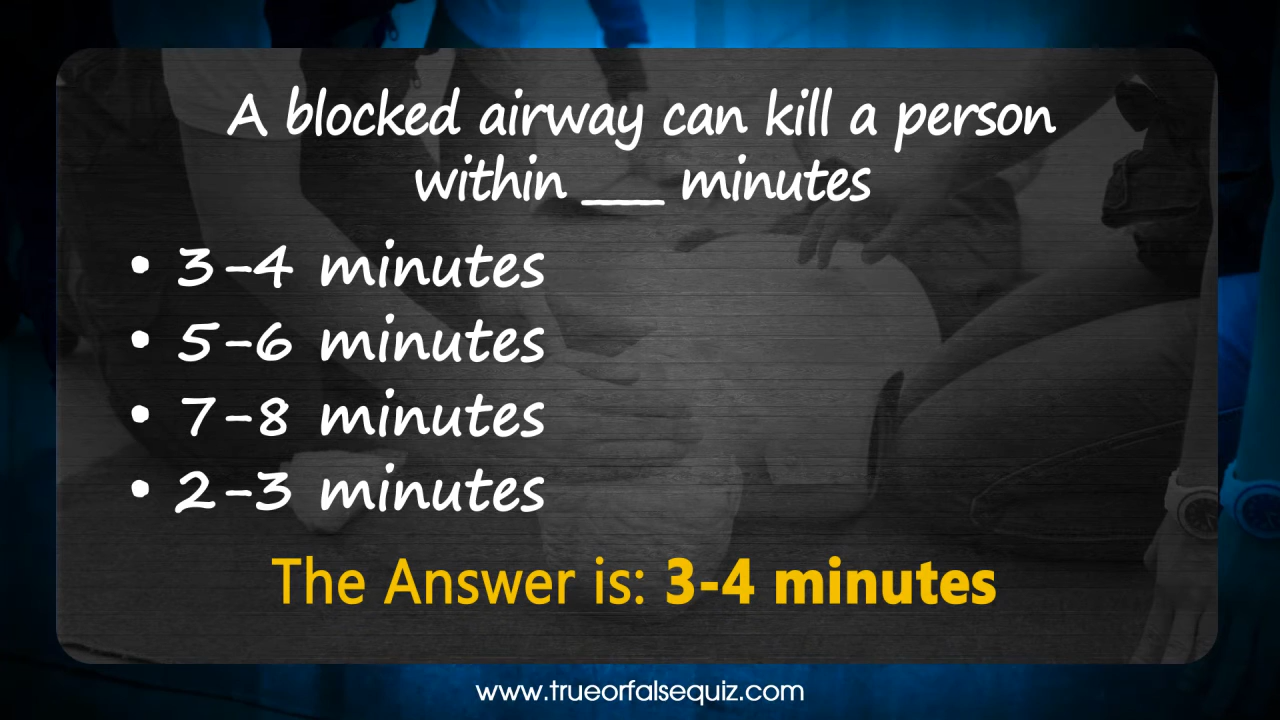 A blocked airway can kill a person
within ___ minutes
• 3-4 minutes
• 5-6 minutes
• 7-8 minutes
• 2-3 minutes
The Answer is: 3-4 minutes
www.trueorfalsequiz.com